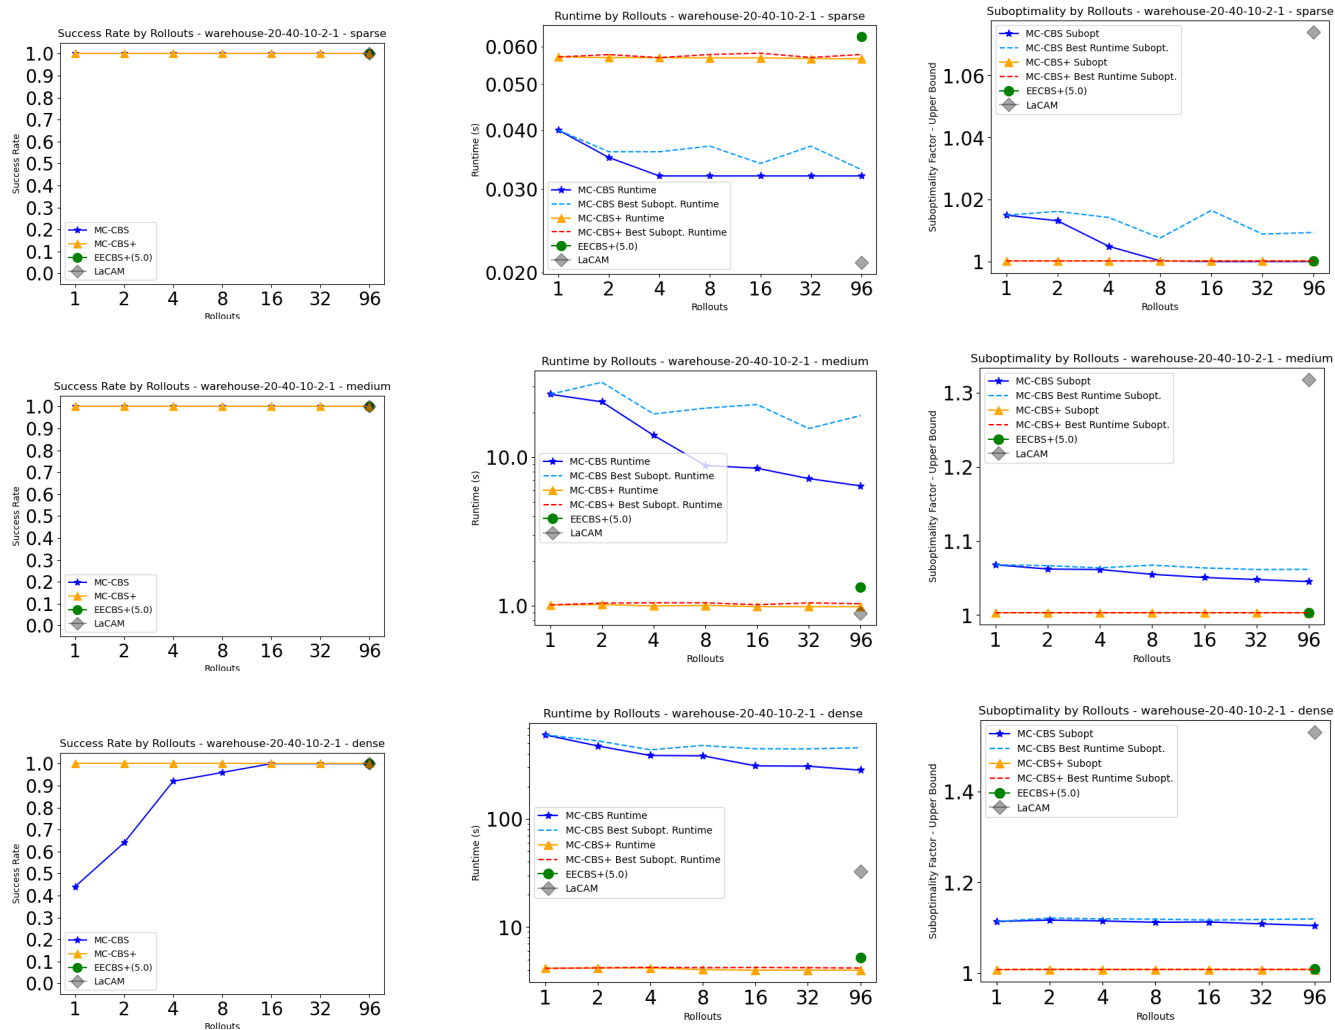 Success Rate by Rollouts - warehouse-20-40-10-2-1 - sparse
1.0
0.9
0.8
0.7
0.6
0.5
0.4
0.3
0.2
0.1
0.0
Success Rate
MC-CBS
MC-CBS+
EECBS+(5.0)
LaCAM
1 2 4 8 16 32 96
Rollouts
Runtime by Rollouts - warehouse-20-40-10-2-1 - sparse
0.060
0.050
0.040
0.030
0.020
Runtime (s)
MC-CBS Runtime
MC-CBS Best Subopt. Runtime
MC-CBS+ Runtime
MC-CBS+ Best Subopt. Runtime
EECBS+(5.0)
LaCAM
1 2 4 8 16 32 96
Rollouts
Suboptimality by Rollouts - warehouse-20-40-10-2-1 - sparse
1.06
1.04
1.02
1
Suboptimality Factor - Upper Bound
MC-CBS Subopt
MC-CBS Best Runtime Subopt.
MC-CBS+ Subopt
MC-CBS+ Best Runtime Subopt.
EECBS+(5.0)
LaCAM
1 2 4 8 16 32 96
Rollouts
Success Rate by Rollouts - warehouse-20-40-10-2-1 - medium
1.0
0.9
0.8
0.7
0.6
0.5
0.4
0.3
0.2
0.1
0.0
Success Rate
MC-CBS
MC-CBS+
EECBS+(5.0)
LaCAM
1 2 4 8 16 32 96
Rollouts
Runtime by Rollouts - warehouse-20-40-10-2-1 - medium
10.0
1.0
Runtime (s)
MC-CBS Runtime
MC-CBS Best Subopt. Runtime
MC-CBS+ Runtime
MC-CBS+ Best Subopt. Runtime
EECBS+(5.0)
LaCAM
1 2 4 8 16 32 96
Rollouts
Suboptimality by Rollouts - warehouse-20-40-10-2-1 - medium
1.3
1.2
1.1
1
Suboptimality Factor - Upper Bound
MC-CBS Subopt
MC-CBS Best Runtime Subopt.
MC-CBS+ Subopt
MC-CBS+ Best Runtime Subopt.
EECBS+(5.0)
LaCAM
1 2 4 8 16 32 96
Rollouts
Success Rate by Rollouts - warehouse-20-40-10-2-1 - dense
1.0
0.9
0.8
0.7
0.6
0.5
0.4
0.3
0.2
0.1
0.0
Success Rate
MC-CBS
MC-CBS+
EECBS+(5.0)
LaCAM
1 2 4 8 16 32 96
Rollouts
Runtime by Rollouts - warehouse-20-40-10-2-1 - dense
100
10
Runtime (s)
MC-CBS Runtime
MC-CBS Best Subopt. Runtime
MC-CBS+ Runtime
MC-CBS+ Best Subopt. Runtime
EECBS+(5.0)
LaCAM
1 2 4 8 16 32 96
Rollouts
Suboptimality by Rollouts - warehouse-20-40-10-2-1 - dense
1.4
1.2
1
Suboptimality Factor - Upper Bound
MC-CBS Subopt
MC-CBS Best Runtime Subopt.
MC-CBS+ Subopt
MC-CBS+ Best Runtime Subopt.
EECBS+(5.0)
LaCAM
1 2 4 8 16 32 96
Rollouts